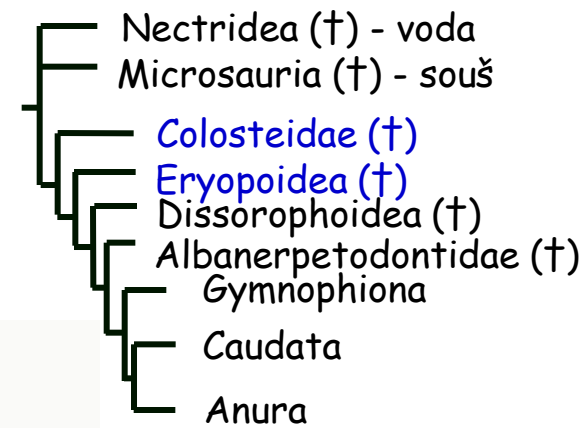 Nectridea (†) - voda
Microsauria (†) - souš
Colosteidae (†)
Eryopoidea (†)
Dissorophoidea (†)
Albanerpetodontidae (†)
Gymnophiona
Caudata
Anura